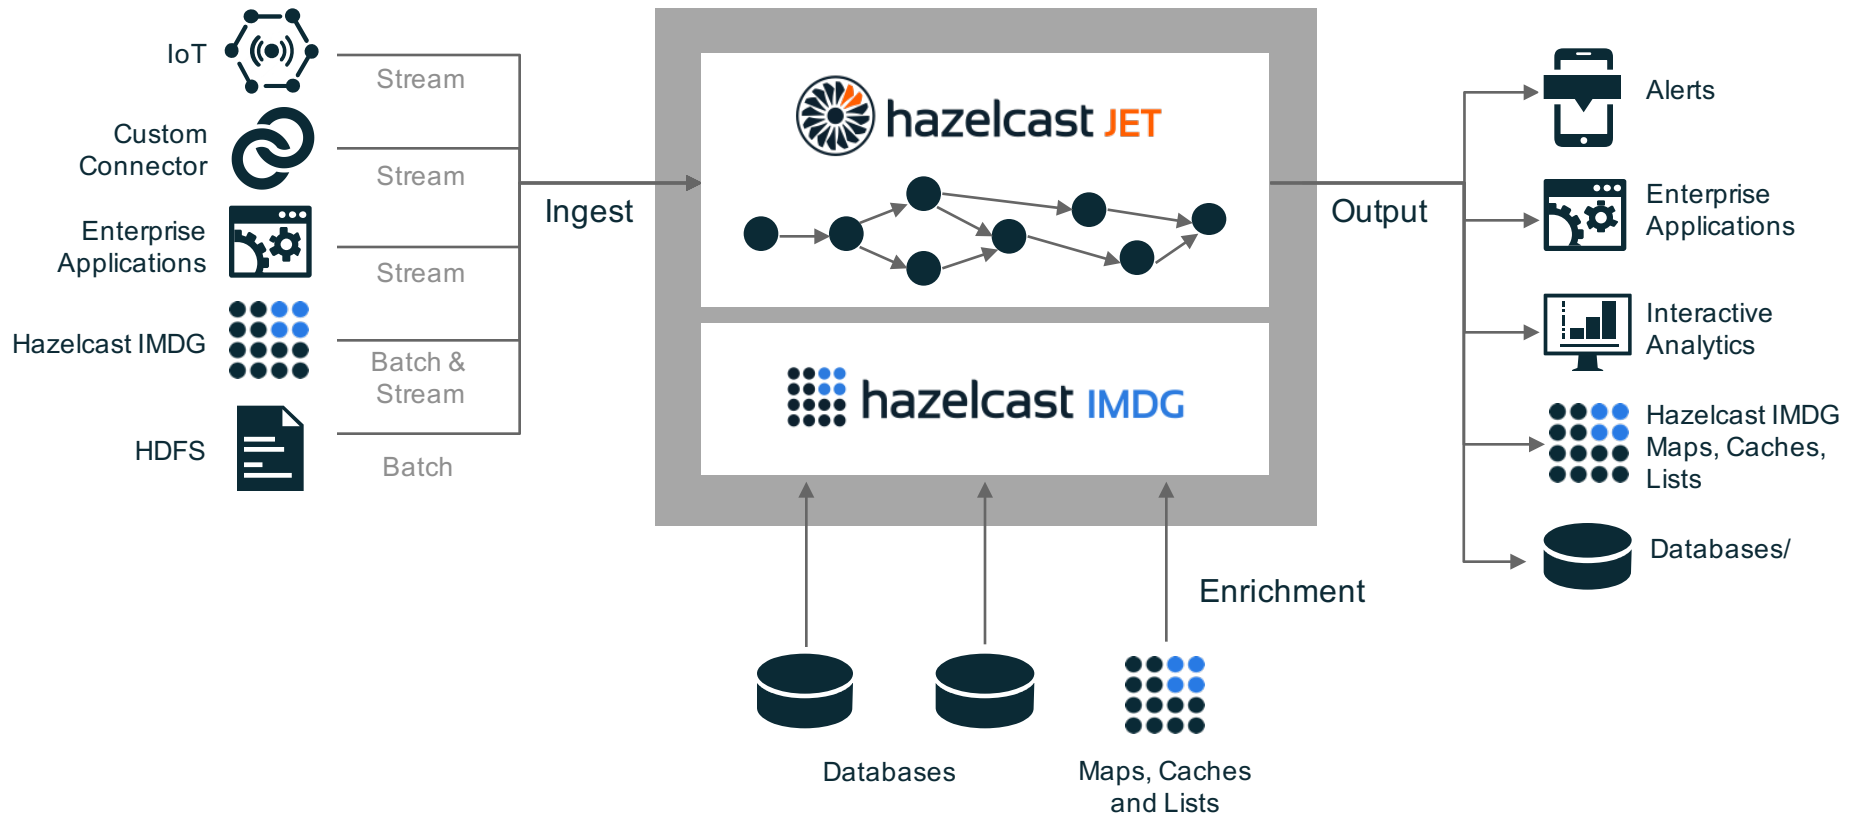 IoT
Stream
Custom
Connector
Stream
Enterprise
Applications
Stream
Hazelcast IMDG
Batch &
Stream
HDFS
Batch
Ingest
hazelcast JET
hazelcast IMDG
Enrichment
Databases
Maps, Caches
and Lists
Output
Alerts
Enterprise
Applications
Interactive
Analytics
Hazelcast IMDG
Maps, Caches,
Lists
Databases/